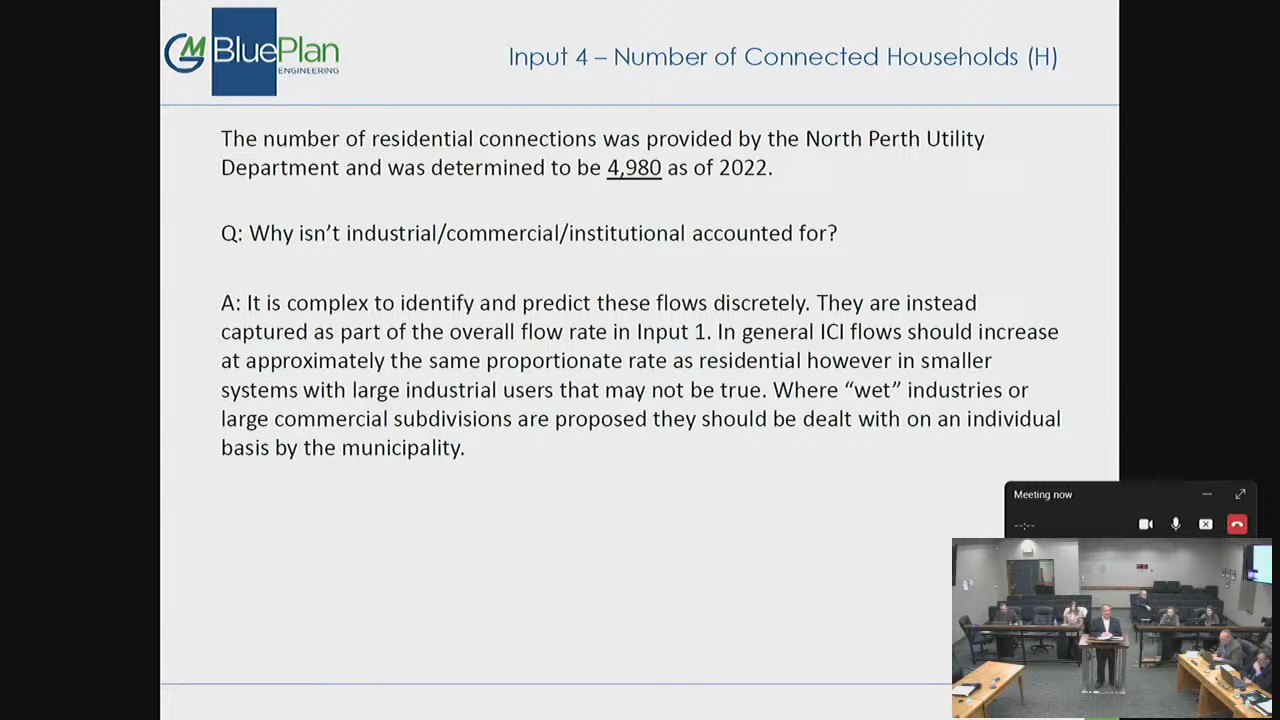 GM BluePlan
ENGINEERING
Input 4 – Number of Connected Households (H)
The number of residential connections was provided by the North Perth Utility
Department and was determined to be 4,980 as of 2022.
Q: Why isn’t industrial/commercial/institutional accounted for?
A: It is complex to identify and predict these flows discretely. They are instead
captured as part of the overall flow rate in Input 1. In general ICI flows should increase
at approximately the same proportionate rate as residential however in smaller
systems with large industrial users that may not be true. Where “wet” industries or
large commercial subdivisions are proposed they should be dealt with on an individual
basis by the municipality.
Meeting now
--:--